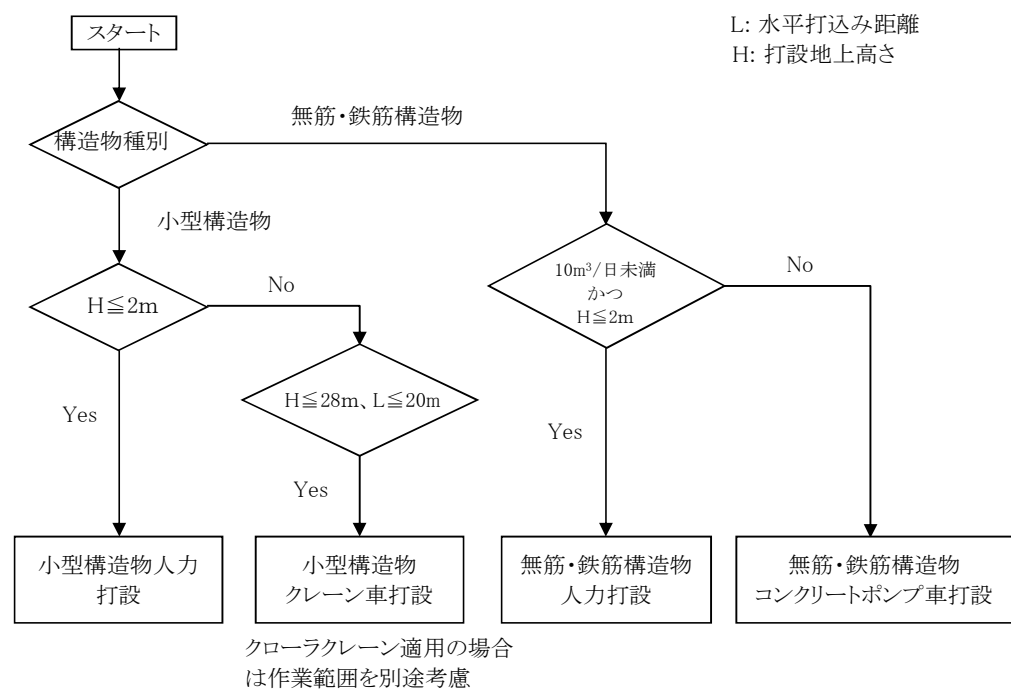 スタート
L: 水平打込み距離
H: 打設地上高さ
構造物種別
無筋・鉄筋構造物
小型構造物
H≦2m
No
10m³/日未満
かつ
H≦2m
No
H≦28m、L≦20m
Yes
Yes
Yes
小型構造物人力
打設
小型構造物
クレーン車打設
無筋・鉄筋構造物
人力打設
無筋・鉄筋構造物
コンクリートポンプ車打設
クローラクレーン適用の場合
は作業範囲を別途考慮